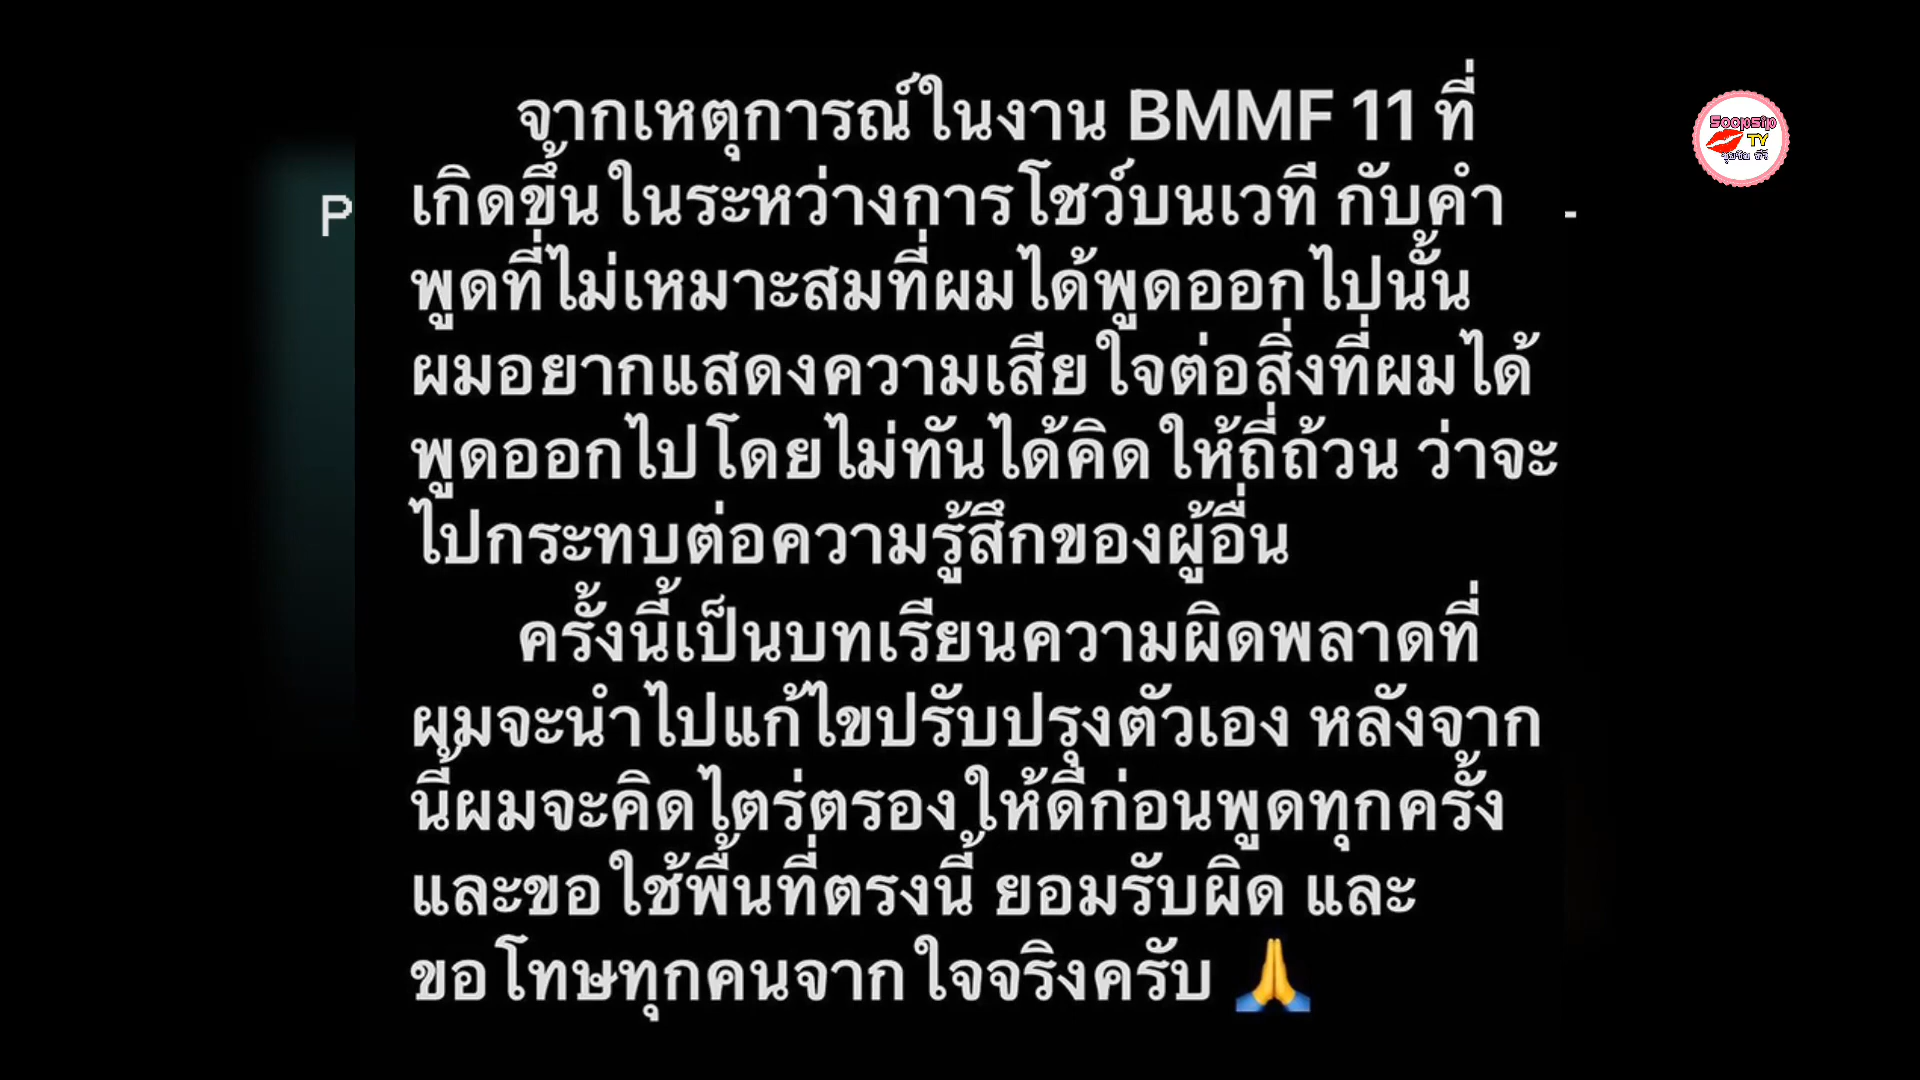 จากเหตุการณ์ในงาน BMMF 11 ที่
เกิดขึ้นในระหว่างการโชว์บนเวที กับคำ
พูดที่ไม่เหมาะสมที่ผมได้พูดออกไปนั้น
ผมอยากแสดงความเสียใจต่อสิ่งที่ผมได้
พูดออกไปโดยไม่ทันได้คิดให้ถี่ถ้วน ว่าจะ
ไปกระทบต่อความรู้สึกของผู้อื่น
ครั้งนี้เป็นบทเรียนความผิดพลาดที่
ผมจะนำไปแก้ไขปรับปรุงตัวเอง หลังจาก
นี้ผมจะคิดไตร่ตรองให้ดีก่อนพูดทุกครั้ง
และขอใช้พื้นที่ตรงนี้ ยอมรับผิด และ
ขอโทษทุกคนจากใจจริงครับ 🙏
P
Soopsip
TV
ซุบซิบ ทีวี